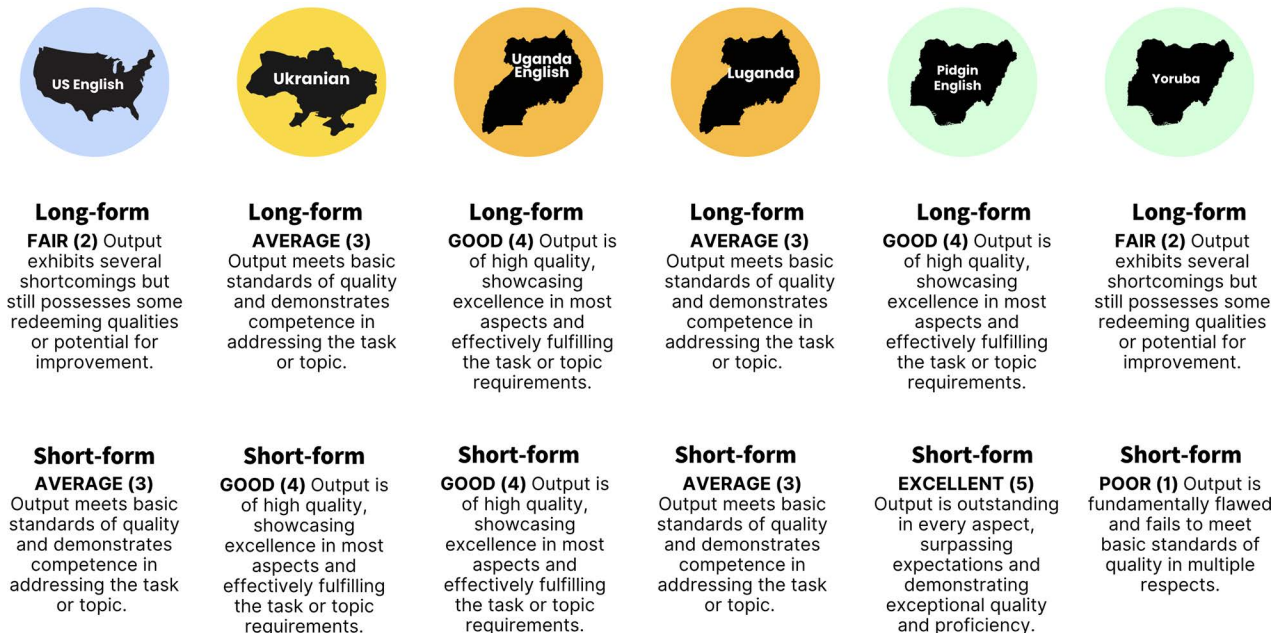 US English
Ukranian
Uganda
English
Luganda
Pidgin
English
Yoruba
Long-form
FAIR (2) Output
exhibits several
shortcomings but
still possesses some
redeeming qualities
or potential for
improvement.
Long-form
AVERAGE (3)
Output meets basic
standards of quality
and demonstrates
competence in
addressing the task
or topic.
Long-form
GOOD (4) Output is
of high quality,
showcasing
excellence in most
aspects and
effectively fulfilling
the task or topic
requirements.
Long-form
AVERAGE (3)
Output meets basic
standards of quality
and demonstrates
competence in
addressing the task
or topic.
Long-form
GOOD (4) Output is
of high quality,
showcasing
excellence in most
aspects and
effectively fulfilling
the task or topic
requirements.
Long-form
FAIR (2) Output
exhibits several
shortcomings but
still possesses some
redeeming qualities
or potential for
improvement.
Short-form
AVERAGE (3)
Output meets basic
standards of quality
and demonstrates
competence in
addressing the task
or topic.
Short-form
GOOD (4) Output is
of high quality,
showcasing
excellence in most
aspects and
effectively fulfilling
the task or topic
requirements.
Short-form
GOOD (4) Output is
of high quality,
showcasing
excellence in most
aspects and
effectively fulfilling
the task or topic
requirements.
Short-form
AVERAGE (3)
Output meets basic
standards of quality
and demonstrates
competence in
addressing the task
or topic.
Short-form
EXCELLENT (5)
Output is outstanding
in every aspect,
surpassing
expectations and
demonstrating
exceptional quality
and proficiency.
Short-form
POOR (1) Output is
fundamentally flawed
and fails to meet
basic standards of
quality in multiple
respects.